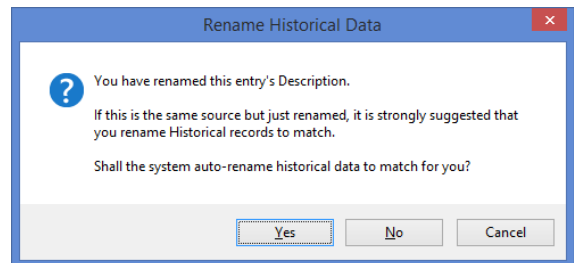 Rename Historical Data
You have renamed this entry's Description.
If this is the same source but just renamed, it is strongly suggested that
you rename Historical records to match.
Shall the system auto-rename historical data to match for you?
Yes
No
Cancel